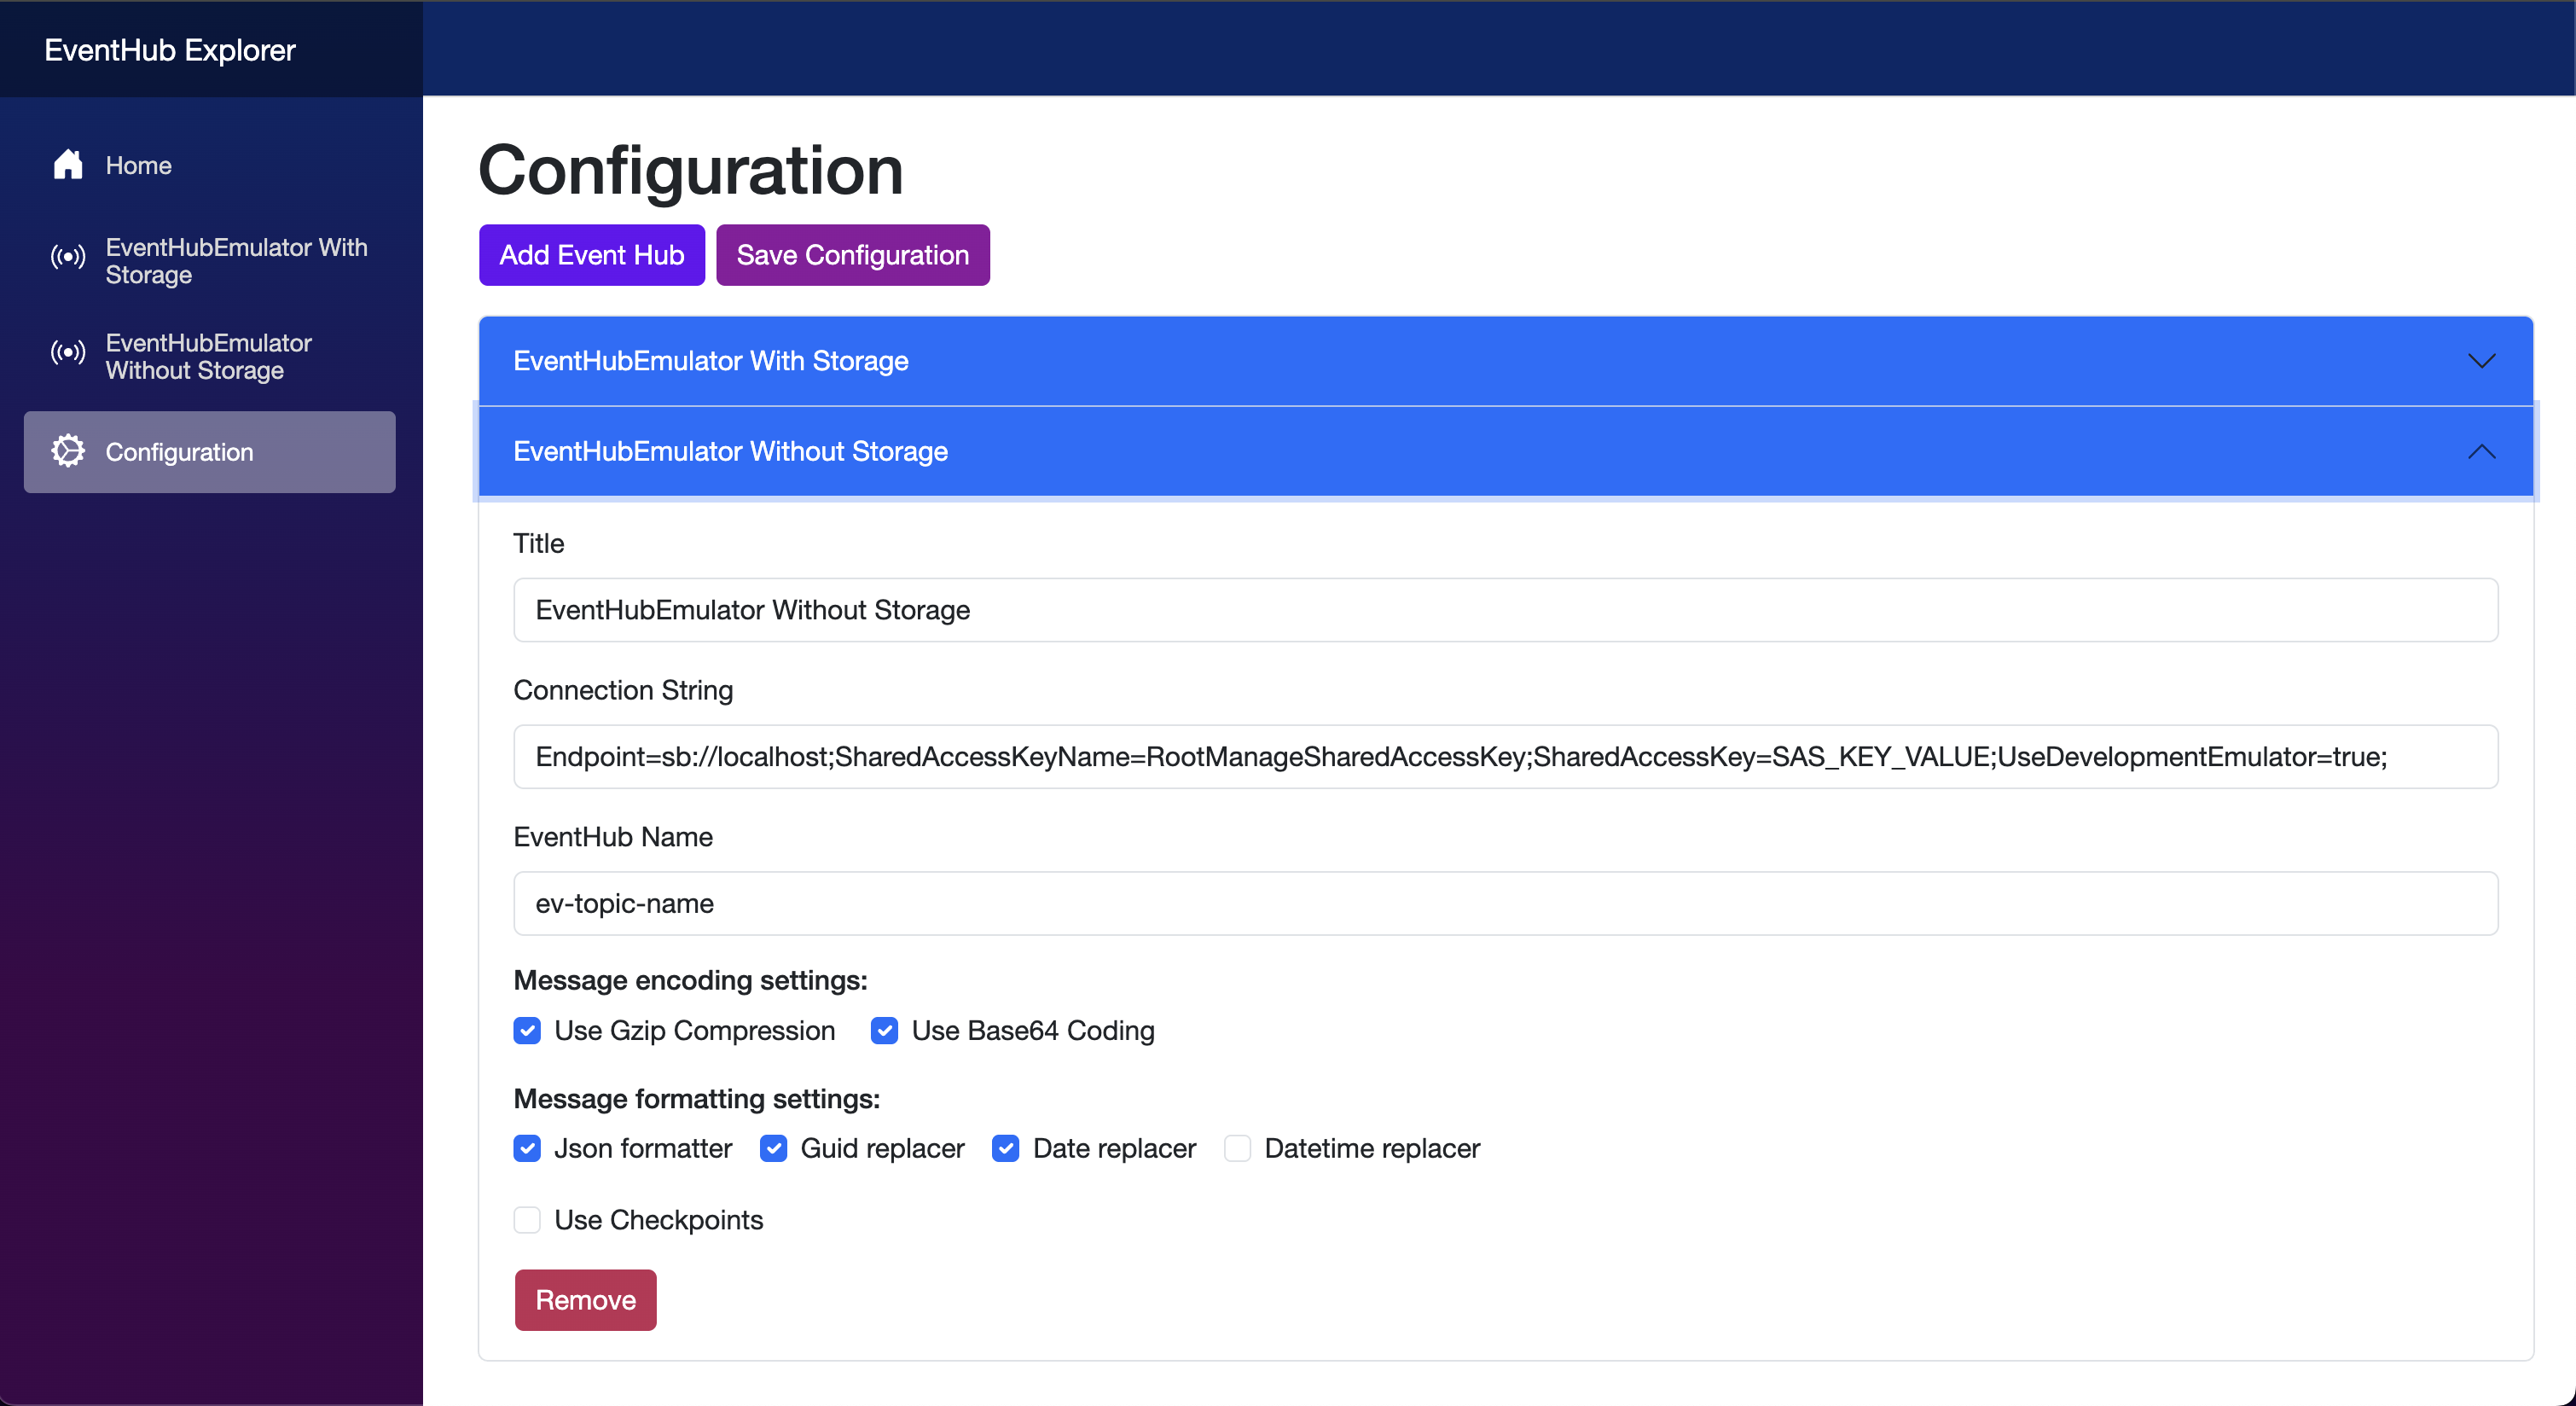 EventHub Explorer
Home
EventHubEmulator With
Storage
EventHubEmulator
Without Storage
Configuration
Configuration
Add Event Hub
Save Configuration
EventHubEmulator With Storage
EventHubEmulator Without Storage
Title
EventHubEmulator Without Storage
Connection String
Endpoint=sb://localhost;SharedAccessKeyName=RootManageSharedAccessKey;SharedAccessKey=SAS_KEY_VALUE;UseDevelopmentEmulator=true;
EventHub Name
ev-topic-name
Message encoding settings:
Use Gzip Compression Use Base64 Coding
Message formatting settings:
Json formatter Guid replacer Date replacer Datetime replacer
Use Checkpoints
Remove